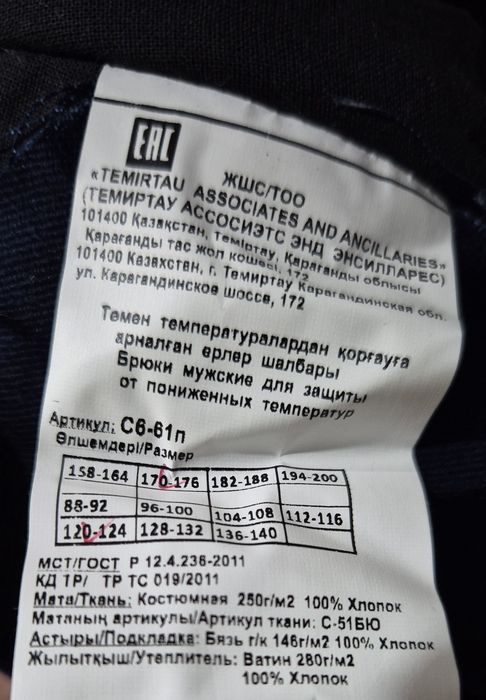 EAC
ЖШС/ТОО
«TEMIRTAU ASSOCIATES AND ANCILLARIES»
(ТЕМИРТАУ АССОСИЭТС ЭНД ЭНСИЛЛАРЕС)
101400 Қазақстан, Теміртау, Қарағанды облысы
Қарағанды тас жол кошесі, 172
101400 Казахстан, г. Темиртау Карагандинская обл.
ул. Карагандинское шоссе, 172
Төмен температуралардан қорғауға
арналған ерлер шалбары
Брюки мужские для защиты
от пониженных температур
Артикул: С6-61п
Өлшемдері/Размер
158-164 170-176 182-188 194-200
88-92 96-100 104-108 112-116
120-124 128-132 136-140
МСТ/ГОСТ Р 12.4.236-2011
КД ТР/ ТР ТС 019/2011
Мата/Ткань: Костюмная 250г/м2 100% Хлопок
Матаның артикулы/Артикул ткани: С-51БЮ
Астыры/Подкладка: Бязь г/к 146г/м2 100% Хлопок
Жылытқыш/Утеплитель: Ватин 280г/м2
100% Хлопок